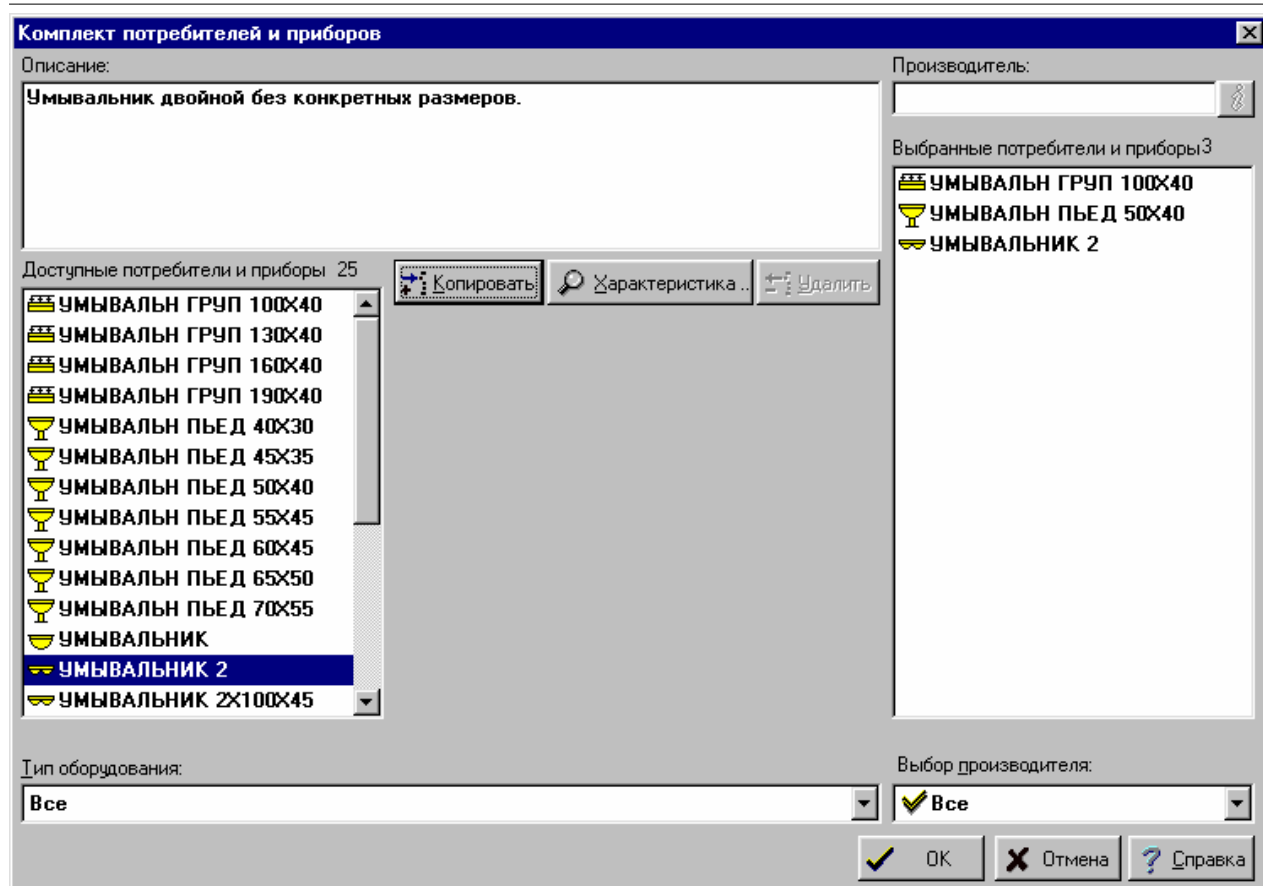 Комплект потребителей и приборов
Описание:
Умывальник двойной без конкретных размеров.
Производитель:
Выбранные потребители и приборы3
УМЫВАЛЬН ГРУП 100X40
УМЫВАЛЬН ПЬЕД 50X40
УМЫВАЛЬНИК 2
Доступные потребители и приборы 25
Копировать
Характеристика ..
Удалить
УМЫВАЛЬН ГРУП 100X40
УМЫВАЛЬН ГРУП 130X40
УМЫВАЛЬН ГРУП 160X40
УМЫВАЛЬН ГРУП 190X40
УМЫВАЛЬН ПЬЕД 40X30
УМЫВАЛЬН ПЬЕД 45X35
УМЫВАЛЬН ПЬЕД 50X40
УМЫВАЛЬН ПЬЕД 55X45
УМЫВАЛЬН ПЬЕД 60X45
УМЫВАЛЬН ПЬЕД 65X50
УМЫВАЛЬН ПЬЕД 70X55
УМЫВАЛЬНИК
УМЫВАЛЬНИК 2
УМЫВАЛЬНИК 2X100X45
Тип оборудования:
Все
Выбор производителя:
Все
OK
Отмена
Справка